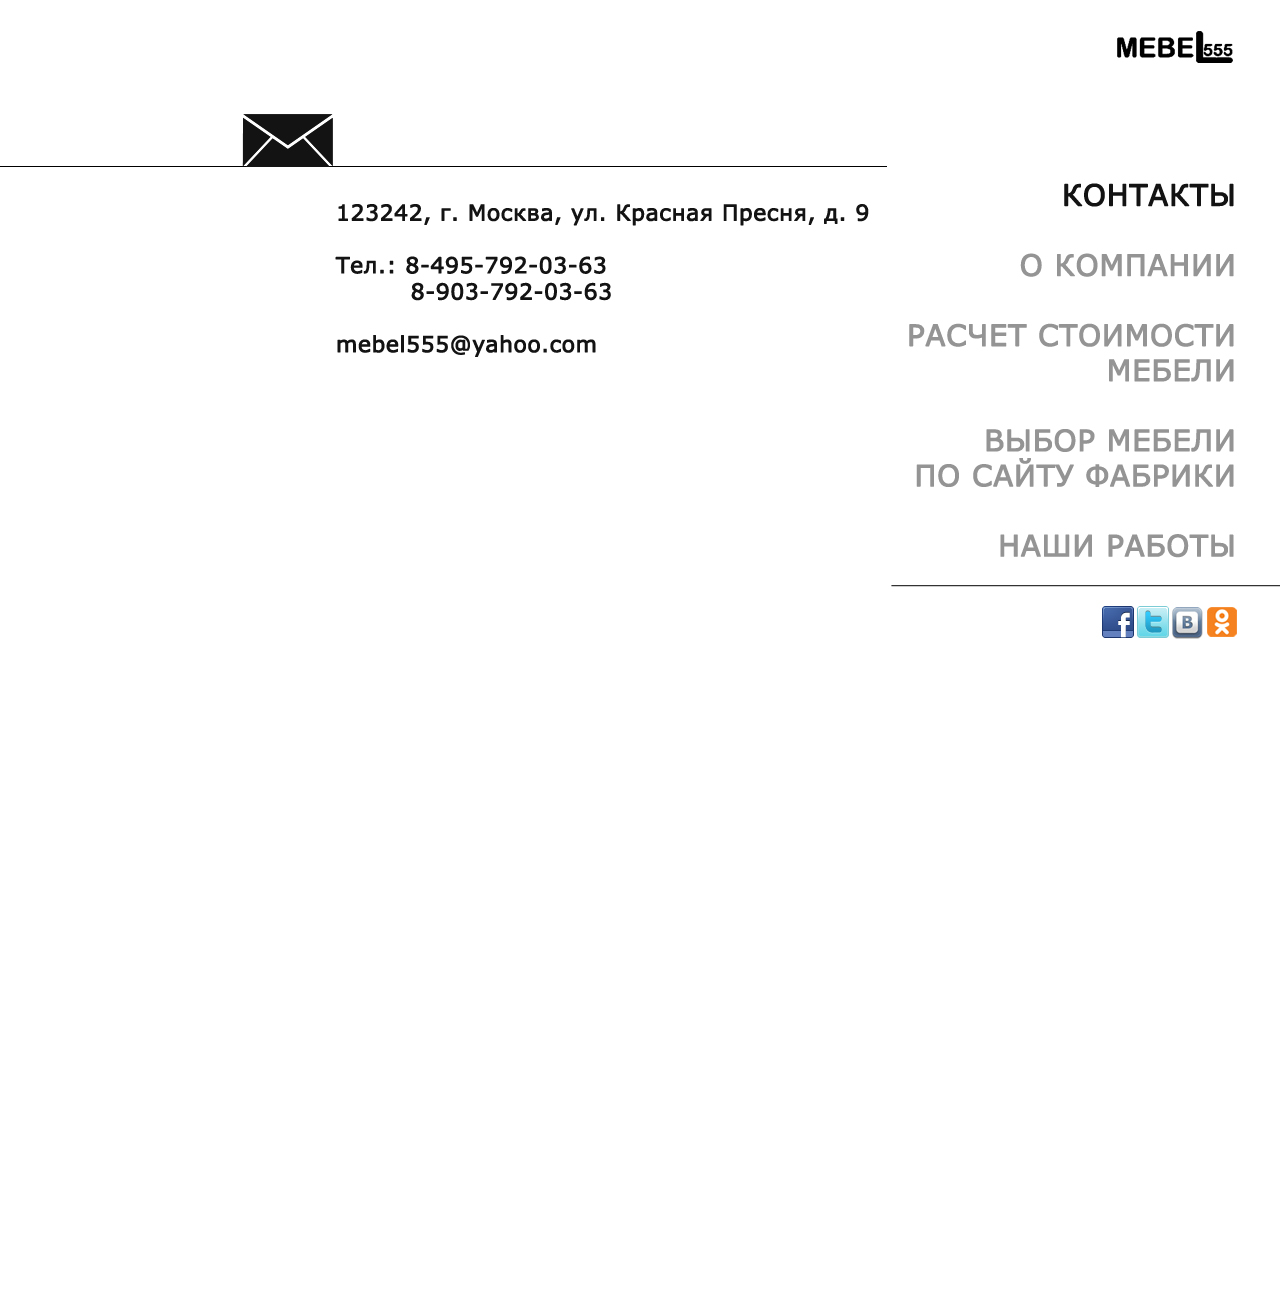 MEBEL555
123242, г. Москва, ул. Красная Пресня, д. 9
Тел.: 8-495-792-03-63
8-903-792-03-63
mebel555@yahoo.com
КОНТАКТЫ
О КОМПАНИИ
РАСЧЕТ СТОИМОСТИ
МЕБЕЛИ
ВЫБОР МЕБЕЛИ
ПО САЙТУ ФАБРИКИ
НАШИ РАБОТЫ